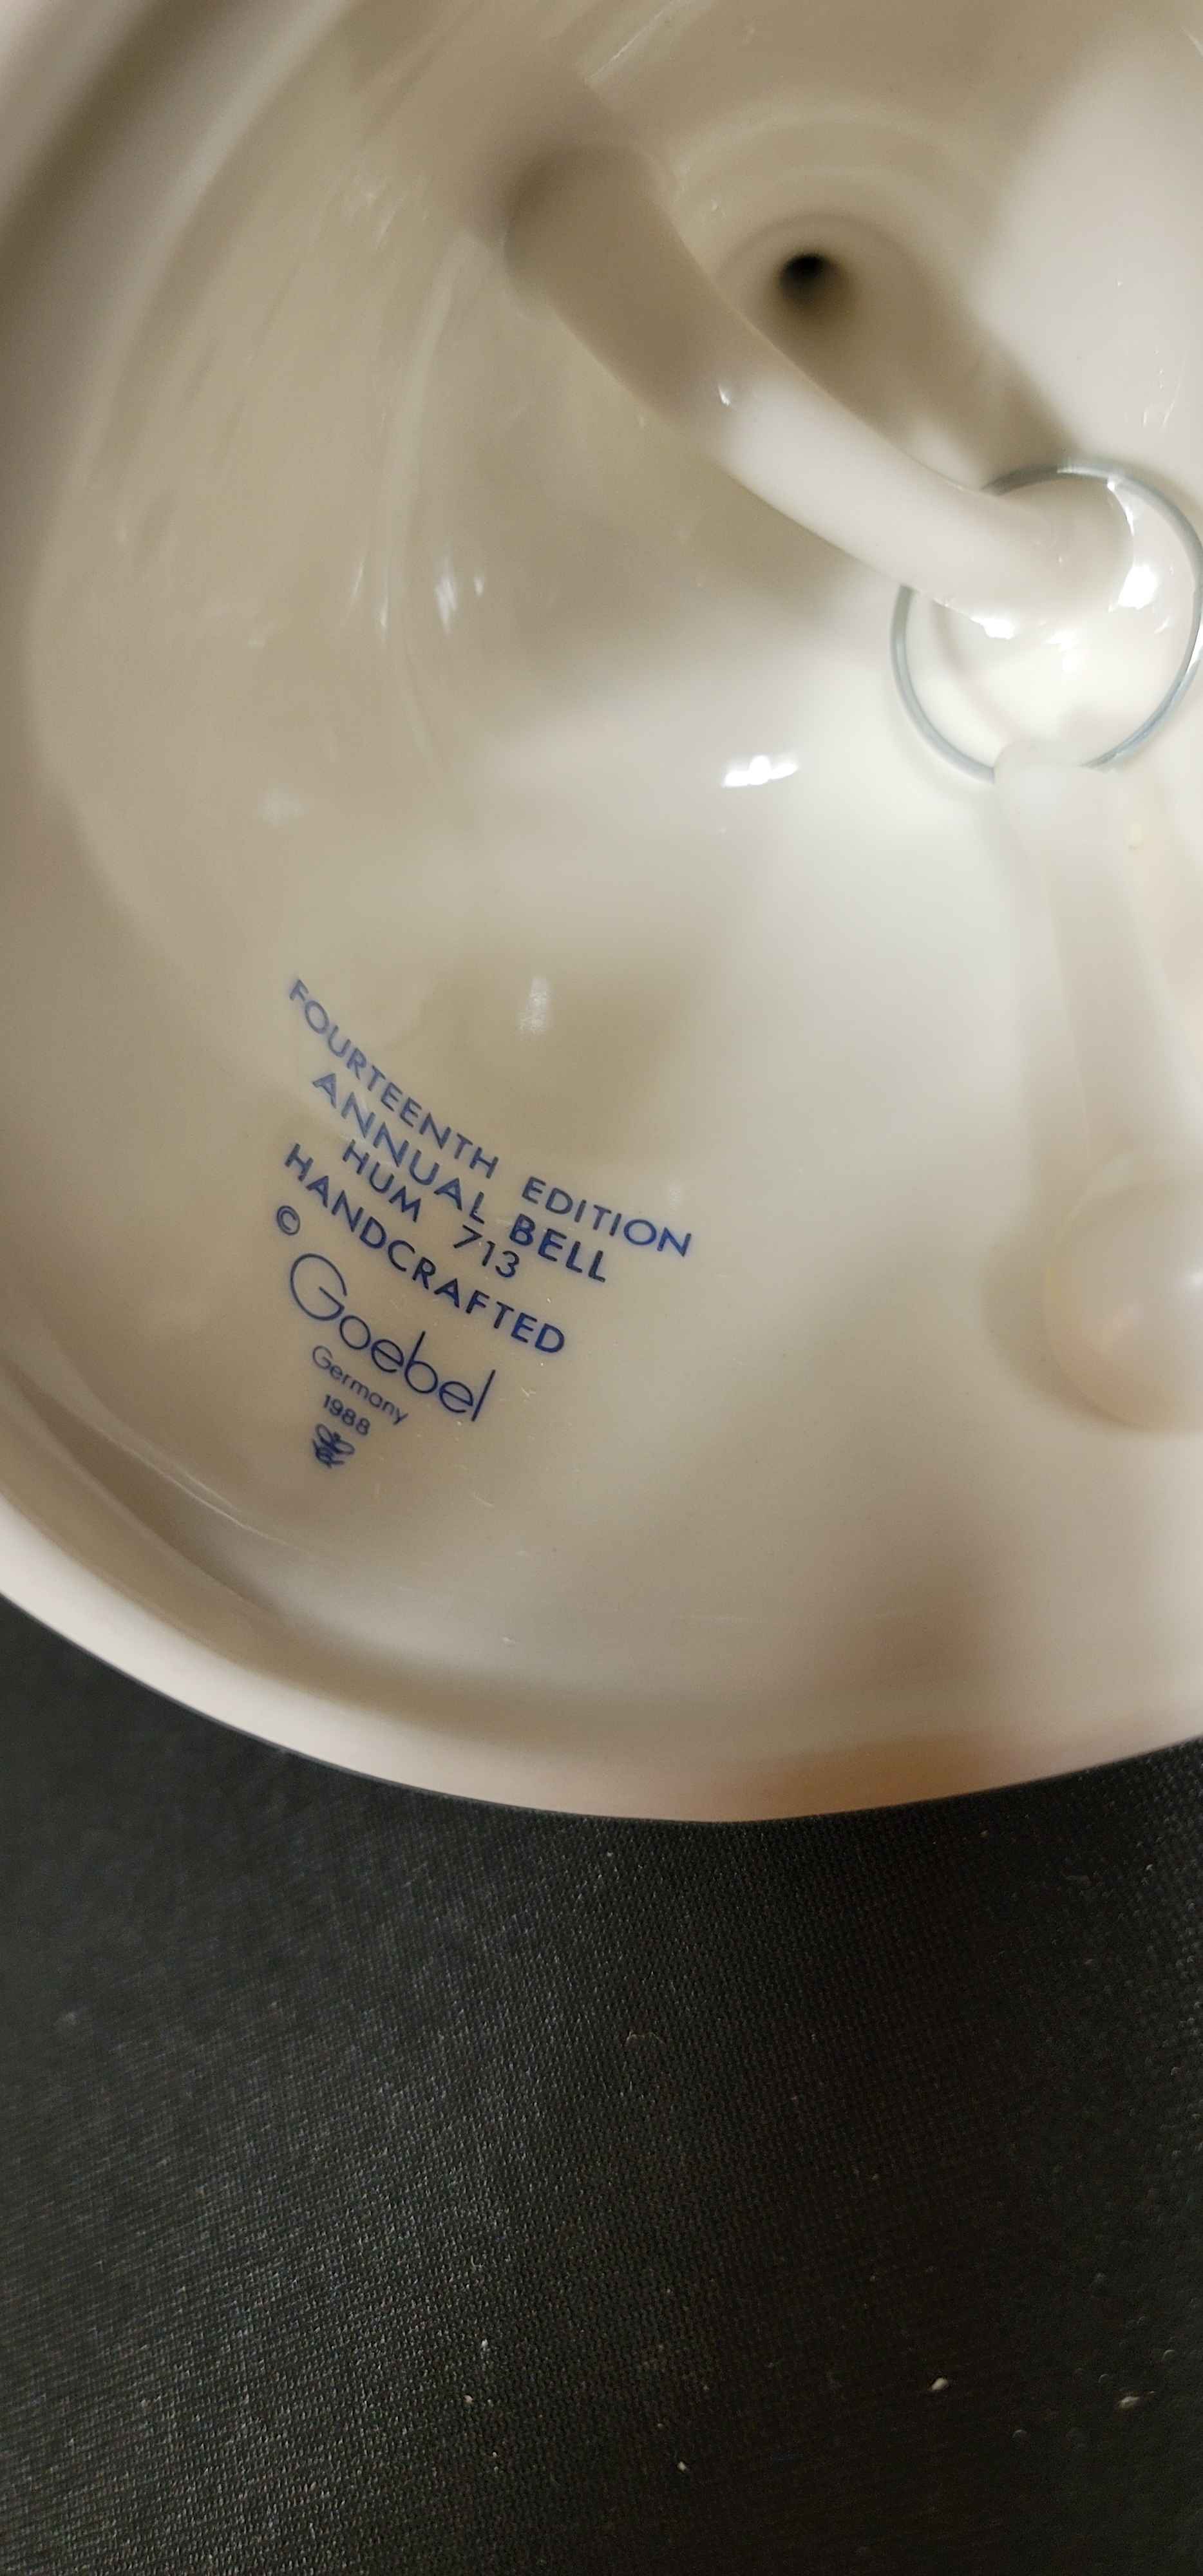 FOURTEENTH EDITION
ANNUAL BELL
HUM 713
HANDCRAFTED
©
Goebel
Germany
1988